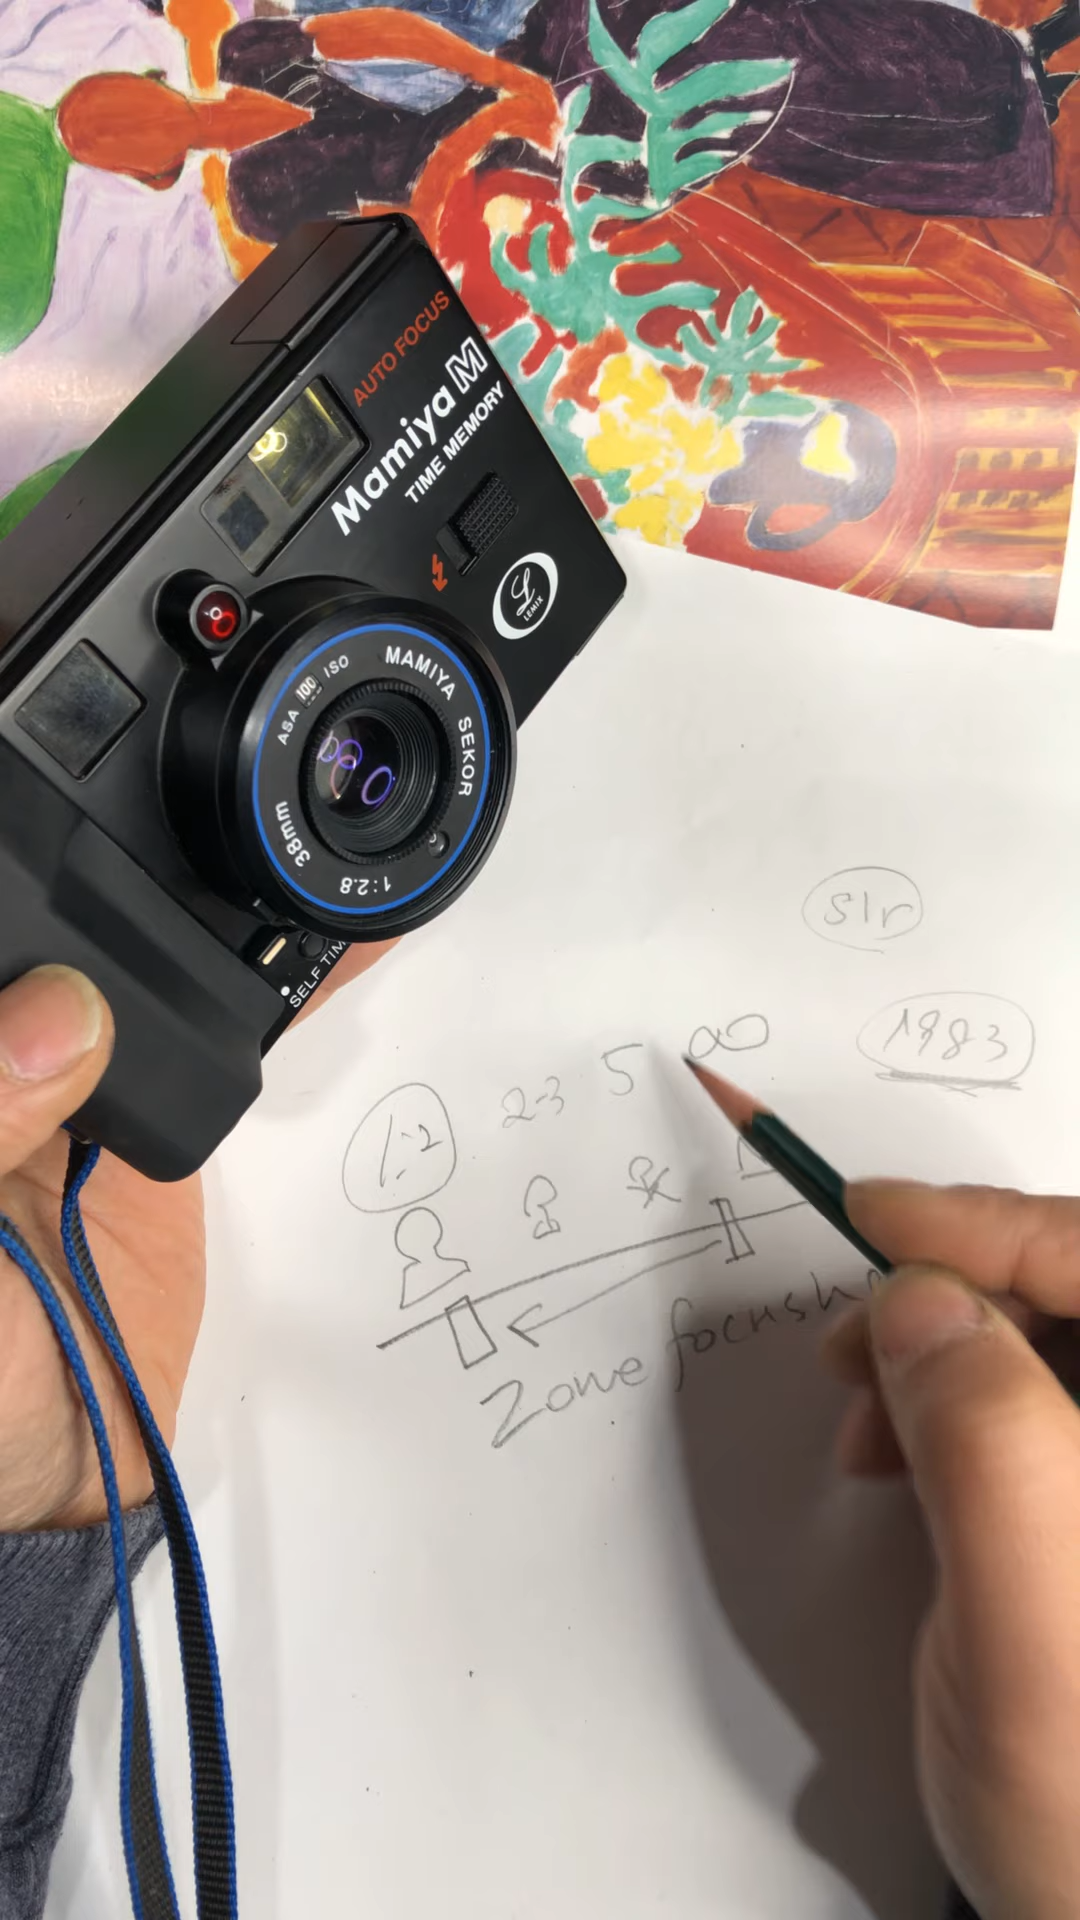 AUTO FOCUS
Mamiya M
TIME MEMORY
L
LEMIX
MAMIYA SEKOR
ASA 100 ISO
38mm
1:2.8
SELF TIM
slr
1983
1.2 2-3 5 ∞
Zone focush